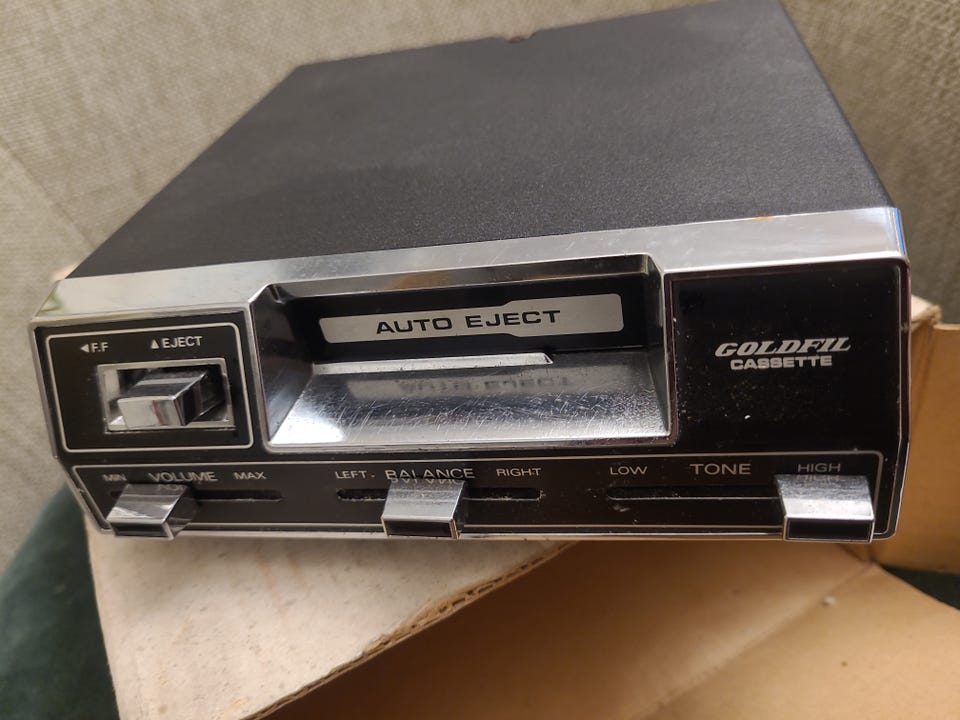 ◄F.F ▲EJECT
AUTO EJECT
GOLDFIL
CASSETTE
MIN VOLUME MAX
LEFT - BALANCE - RIGHT
LOW TONE HIGH